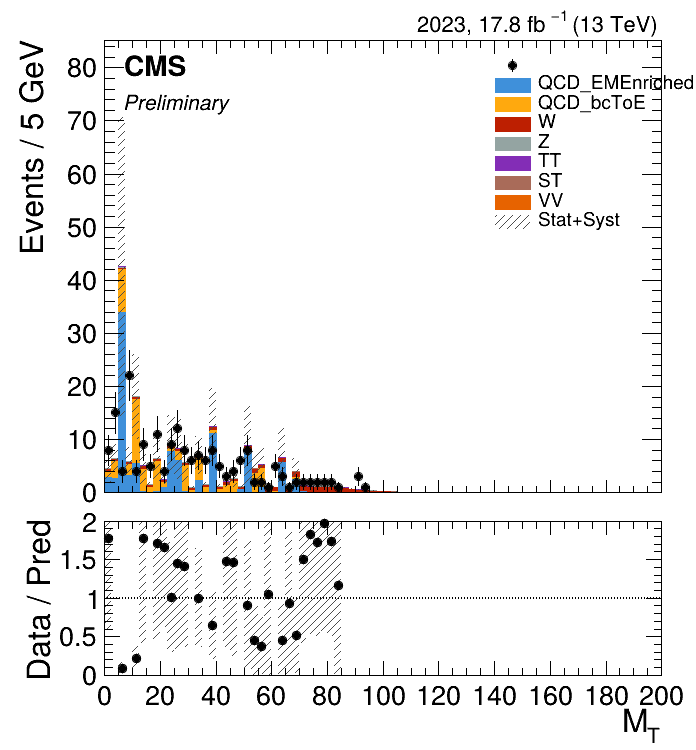 2023, 17.8 fb⁻¹ (13 TeV)
Events / 5 GeV
CMS
Preliminary
QCD_EMEnriched
QCD_bcToE
W
Z
TT
ST
VV
Stat+Syst
80
70
60
50
40
30
20
10
0
Data / Pred
2
1.5
1
0.5
0
0 20 40 60 80 100 120 140 160 180 200
M_T